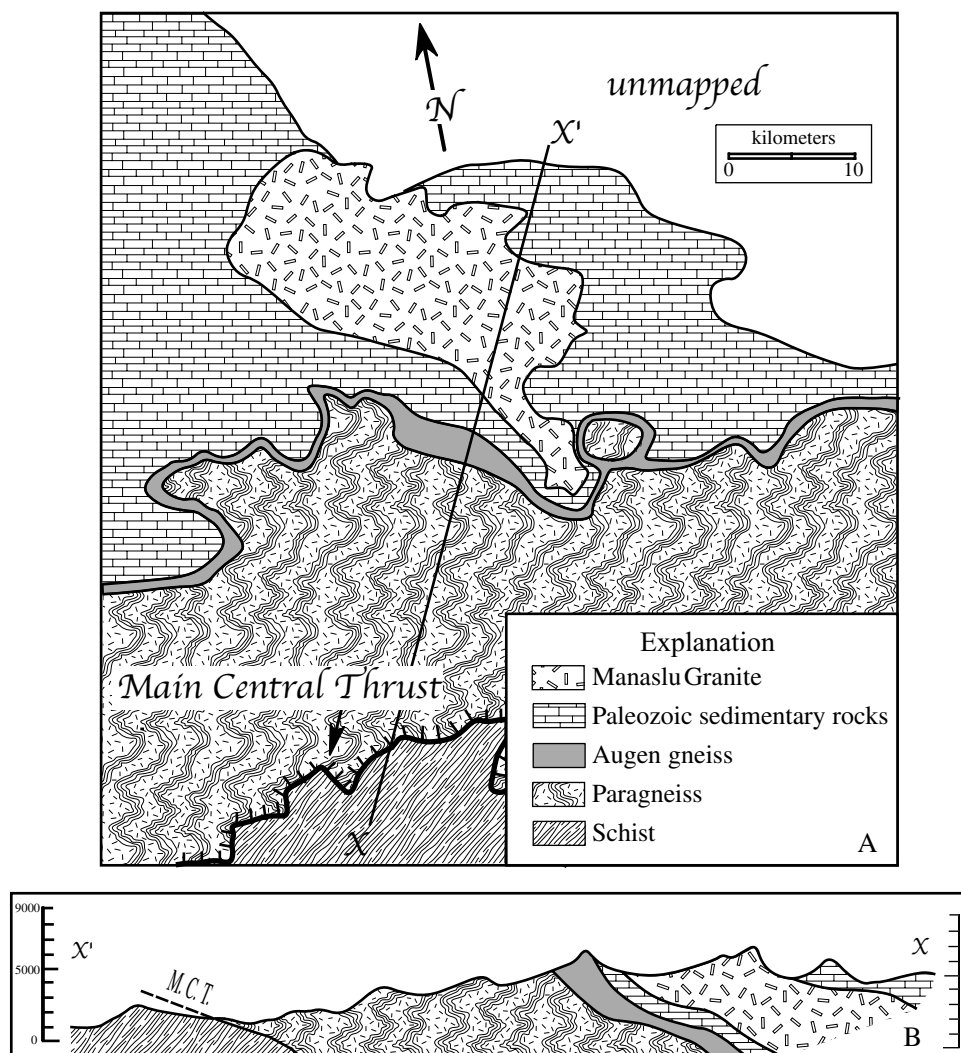 unmapped
N
X'
kilometers
0 10
Main Central Thrust
X
Explanation
Manaslu Granite
Paleozoic sedimentary rocks
Augen gneiss
Paragneiss
Schist
A
9000
5000
0
X'
M.C.T.
X
B